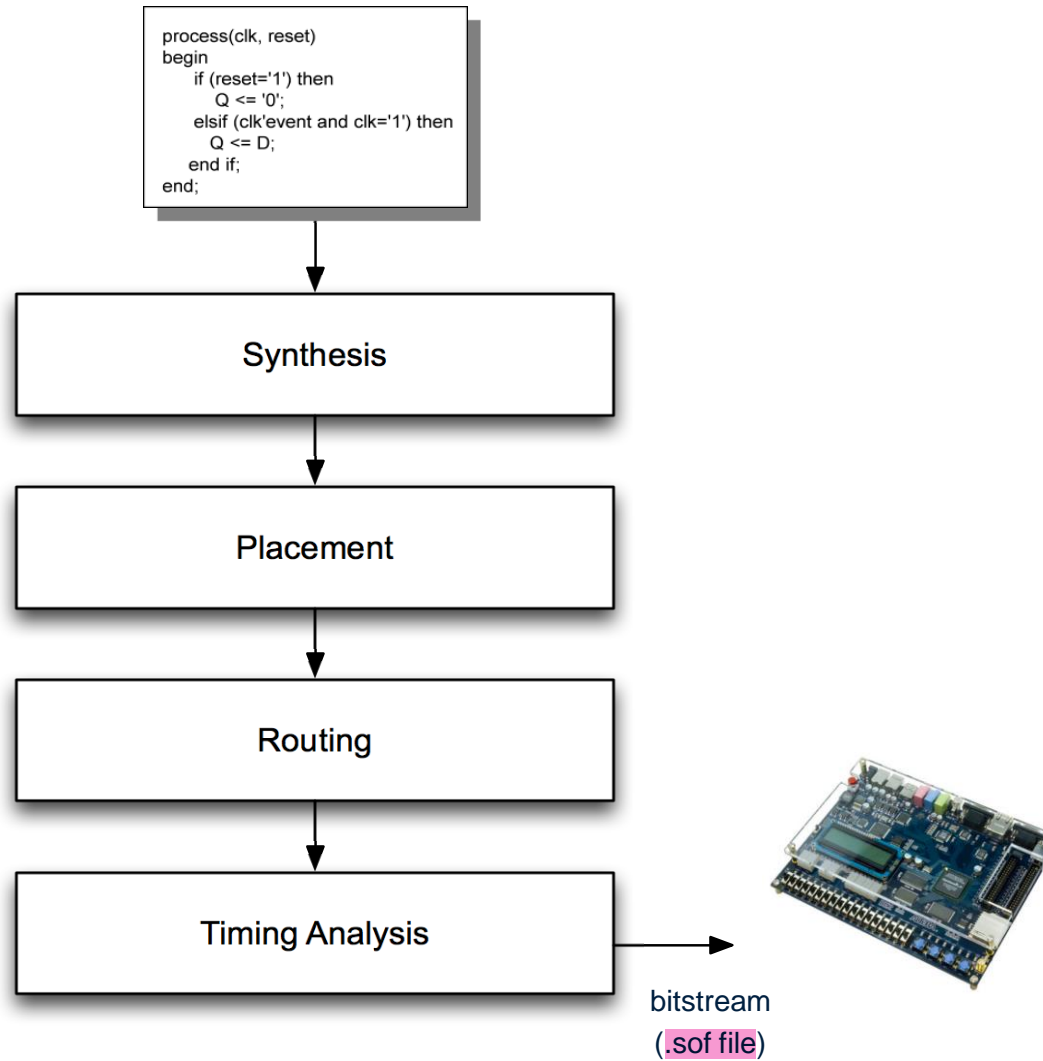 process(clk, reset)
begin
if (reset='1') then
Q <= '0';
elsif (clk'event and clk='1') then
Q <= D;
end if;
end;
Synthesis
Placement
Routing
Timing Analysis
bitstream
(.sof file)